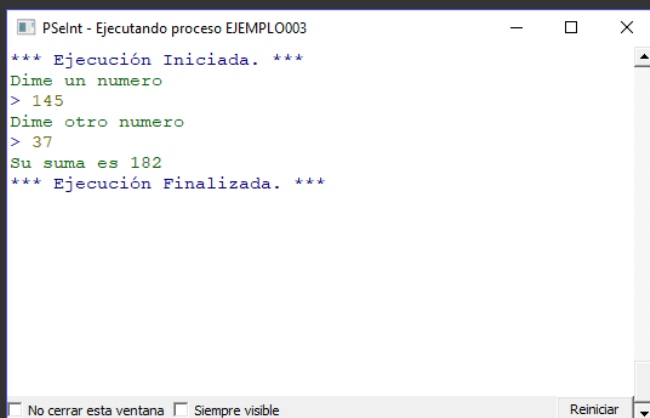 PSeInt - Ejecutando proceso EJEMPLO003
*** Ejecución Iniciada. ***
Dime un numero
> 145
Dime otro numero
> 37
Su suma es 182
*** Ejecución Finalizada. ***
No cerrar esta ventana Siempre visible Reiniciar